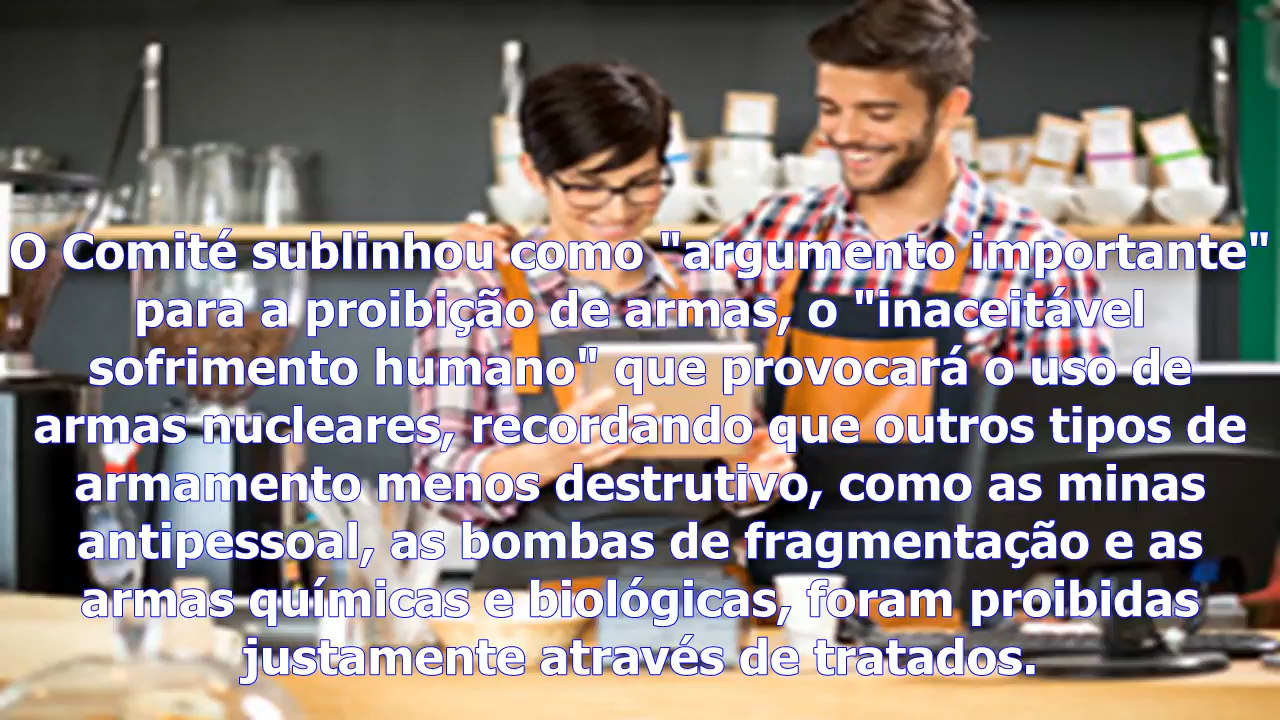 O Comité sublinhou como "argumento importante"
para a proibição de armas, o "inaceitável
sofrimento humano" que provocará o uso de
armas nucleares, recordando que outros tipos de
armamento menos destrutivo, como as minas
antipessoal, as bombas de fragmentação e as
armas químicas e biológicas, foram proibidas
justamente através de tratados.